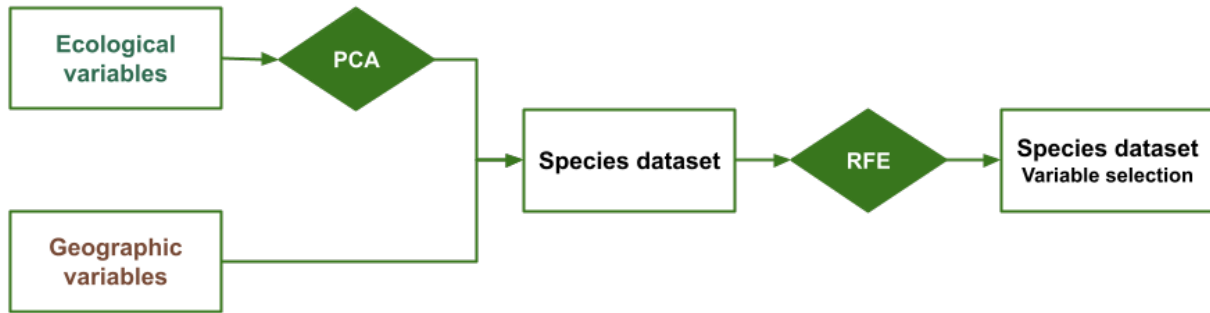 Ecological
variables
PCA
Geographic
variables
Species dataset
RFE
Species dataset
Variable selection